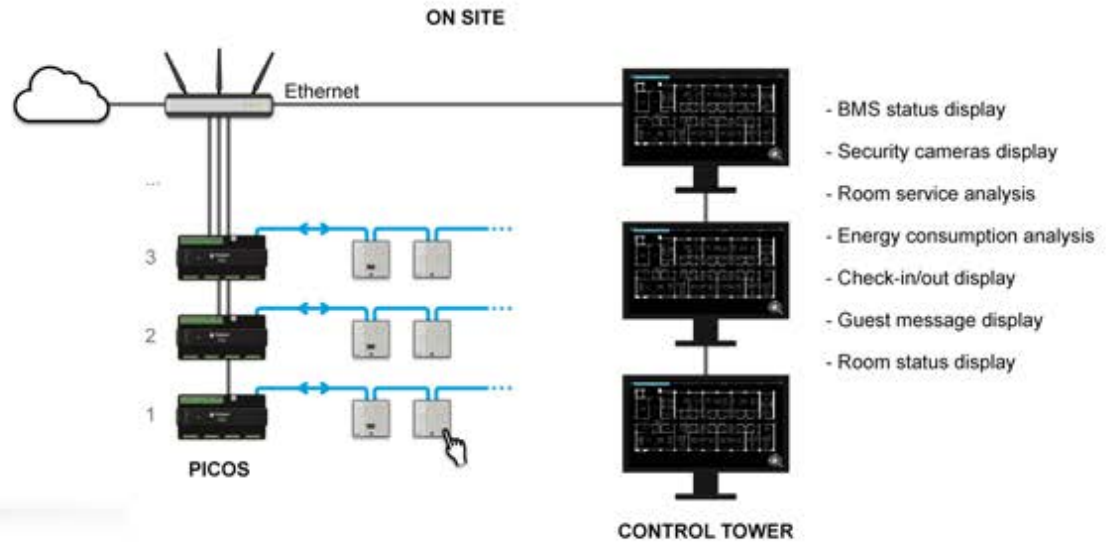 ON SITE
Ethernet
- BMS status display
- Security cameras display
- Room service analysis
- Energy consumption analysis
- Check-in/out display
- Guest message display
- Room status display
...
3
2
1
PICOS
CONTROL TOWER